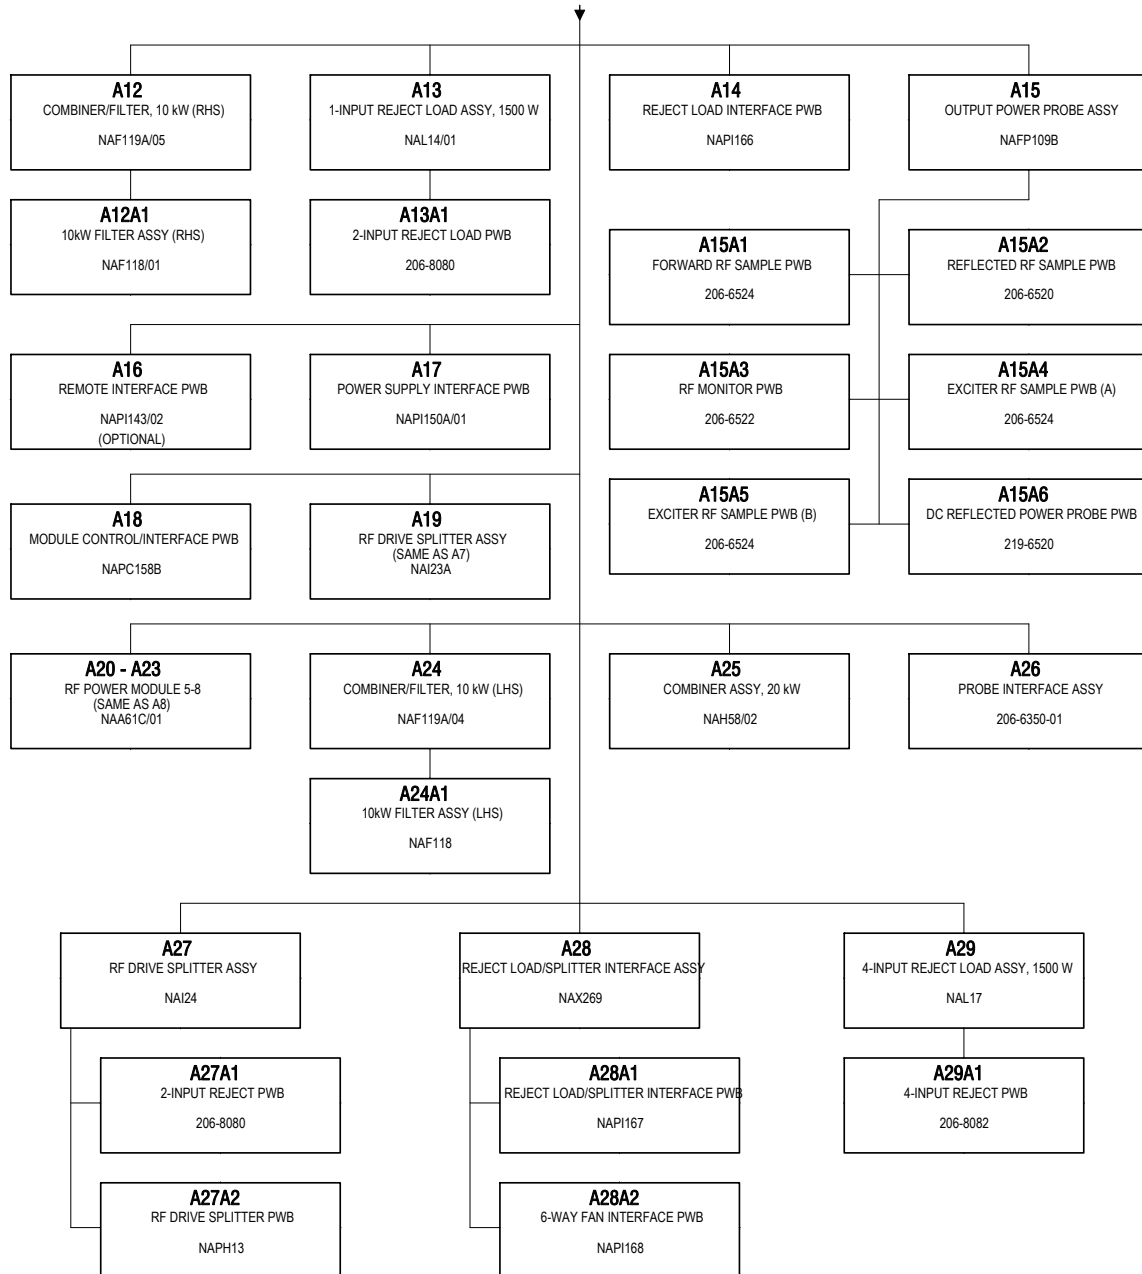 A12
COMBINER/FILTER, 10 kW (RHS)
NAF119A/05
A13
1-INPUT REJECT LOAD ASSY, 1500 W
NAL14/01
A14
REJECT LOAD INTERFACE PWB
NAPI166
A15
OUTPUT POWER PROBE ASSY
NAFP109B
A12A1
10kW FILTER ASSY (RHS)
NAF118/01
A13A1
2-INPUT REJECT LOAD PWB
206-8080
A15A1
FORWARD RF SAMPLE PWB
206-6524
A15A2
REFLECTED RF SAMPLE PWB
206-6520
A16
REMOTE INTERFACE PWB
NAPI143/02
(OPTIONAL)
A17
POWER SUPPLY INTERFACE PWB
NAPI150A/01
A15A3
RF MONITOR PWB
206-6522
A15A4
EXCITER RF SAMPLE PWB (A)
206-6524
A18
MODULE CONTROL/INTERFACE PWB
NAPC158B
A19
RF DRIVE SPLITTER ASSY
(SAME AS A7)
NAI23A
A15A5
EXCITER RF SAMPLE PWB (B)
206-6524
A15A6
DC REFLECTED POWER PROBE PWB
219-6520
A20 - A23
RF POWER MODULE 5-8
(SAME AS A8)
NAA61C/01
A24
COMBINER/FILTER, 10 kW (LHS)
NAF119A/04
A25
COMBINER ASSY, 20 kW
NAH58/02
A26
PROBE INTERFACE ASSY
206-6350-01
A24A1
10kW FILTER ASSY (LHS)
NAF118
A27
RF DRIVE SPLITTER ASSY
NAI24
A28
REJECT LOAD/SPLITTER INTERFACE ASSY
NAX269
A29
4-INPUT REJECT LOAD ASSY, 1500 W
NAL17
A27A1
2-INPUT REJECT PWB
206-8080
A28A1
REJECT LOAD/SPLITTER INTERFACE PWB
NAPI167
A29A1
4-INPUT REJECT PWB
206-8082
A27A2
RF DRIVE SPLITTER PWB
NAPH13
A28A2
6-WAY FAN INTERFACE PWB
NAPI168